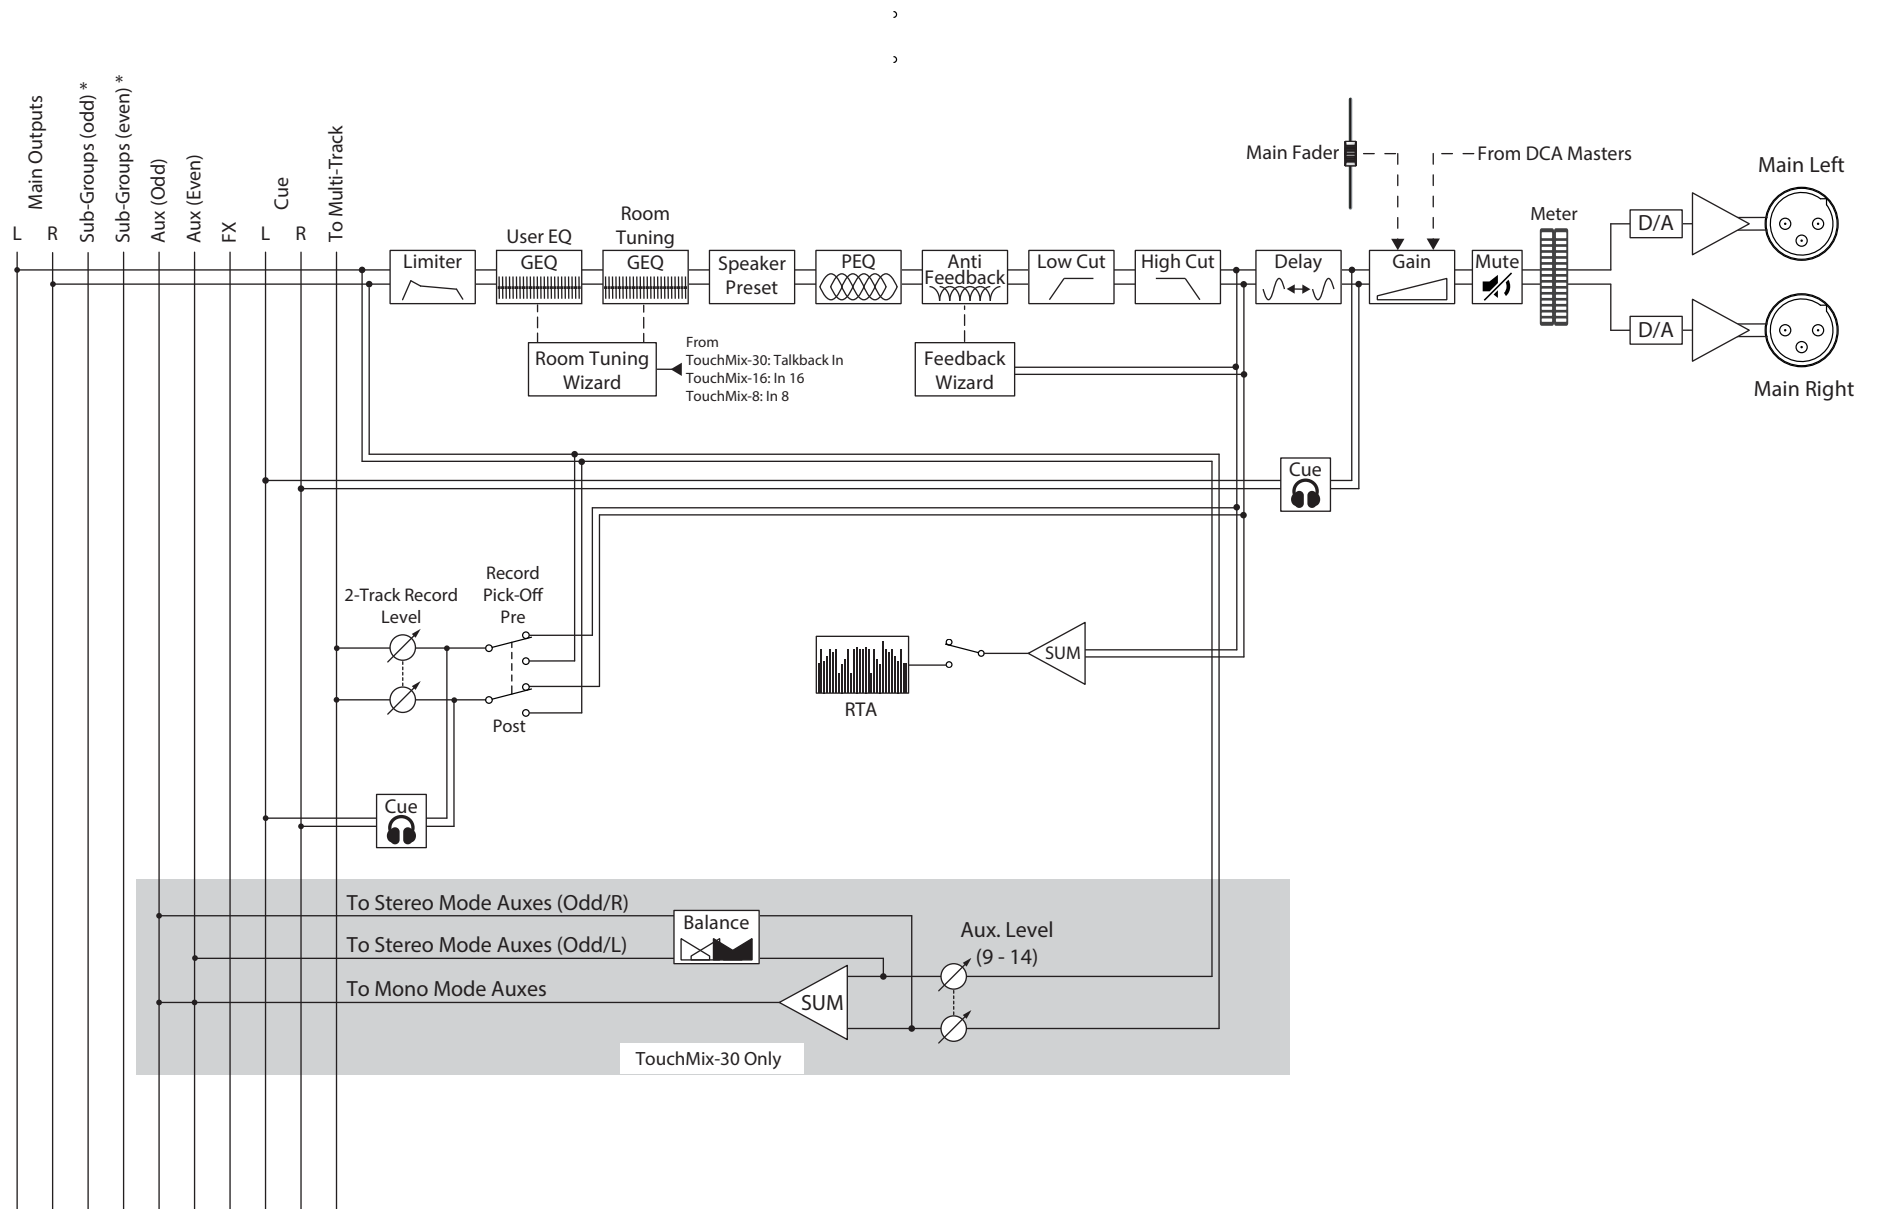 Main Outputs
L
R
Sub-Groups (odd) *
Sub-Groups (even) *
Aux (Odd)
Aux (Even)
FX
Cue
L
R
To Multi-Track
Main Fader
From DCA Masters
Main Left
Meter
D/A
D/A
Main Right
Limiter
User EQ
GEQ
Room
Tuning
GEQ
Speaker
Preset
PEQ
Anti
Feedback
Low Cut
High Cut
Delay
Gain
Mute
Room Tuning
Wizard
From
TouchMix-30: Talkback In
TouchMix-16: In 16
TouchMix-8: In 8
Feedback
Wizard
Cue
2-Track Record
Level
Record
Pick-Off
Pre
Post
SUM
RTA
Cue
To Stereo Mode Auxes (Odd/R)
To Stereo Mode Auxes (Odd/L)
To Mono Mode Auxes
Balance
SUM
Aux. Level
(9 - 14)
TouchMix-30 Only